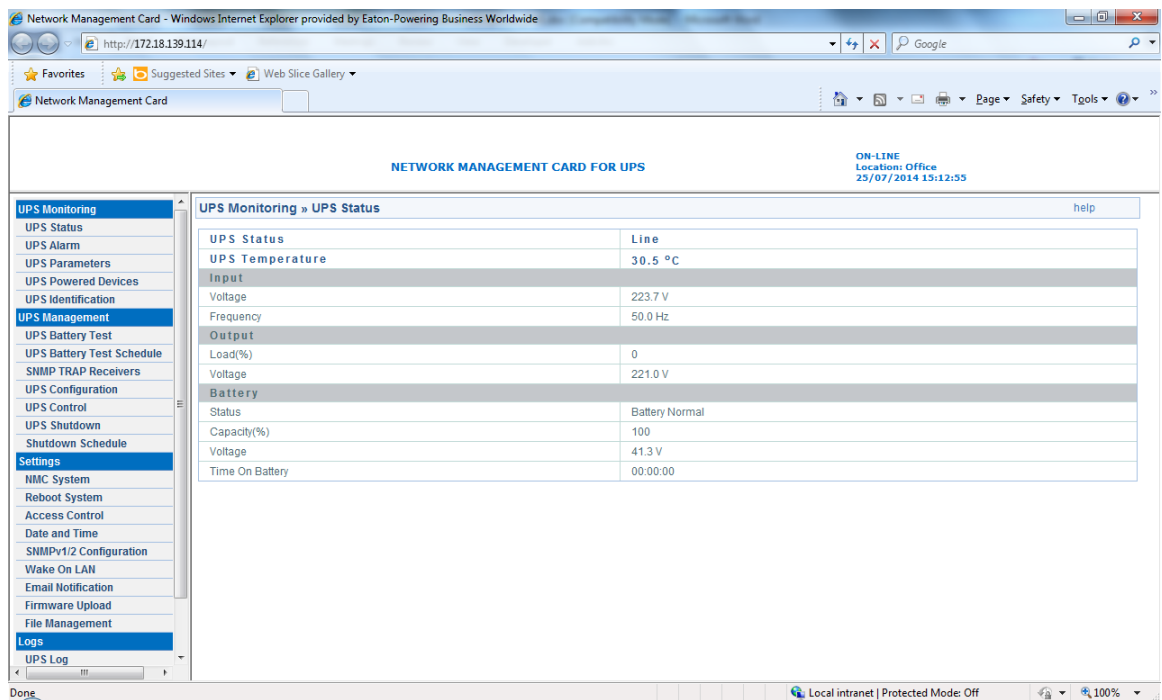 Network Management Card - Windows Internet Explorer provided by Eaton-Powering Business Worldwide
http://172.18.139.114/
Google
Favorites
Suggested Sites
Web Slice Gallery
Network Management Card
Page
Safety
Tools
NETWORK MANAGEMENT CARD FOR UPS
ON-LINE
Location: Office
25/07/2014 15:12:55
UPS Monitoring
UPS Status
UPS Alarm
UPS Parameters
UPS Powered Devices
UPS Identification
UPS Management
UPS Battery Test
UPS Battery Test Schedule
SNMP TRAP Receivers
UPS Configuration
UPS Control
UPS Shutdown
Shutdown Schedule
Settings
NMC System
Reboot System
Access Control
Date and Time
SNMPv1/2 Configuration
Wake On LAN
Email Notification
Firmware Upload
File Management
Logs
UPS Log
UPS Monitoring » UPS Status
help
UPS Status Line
UPS Temperature 30.5 ºC
Input
Voltage 223.7 V
Frequency 50.0 Hz
Output
Load(%) 0
Voltage 221.0 V
Battery
Status Battery Normal
Capacity(%) 100
Voltage 41.3 V
Time On Battery 00:00:00
Done
Local intranet | Protected Mode: Off
100%